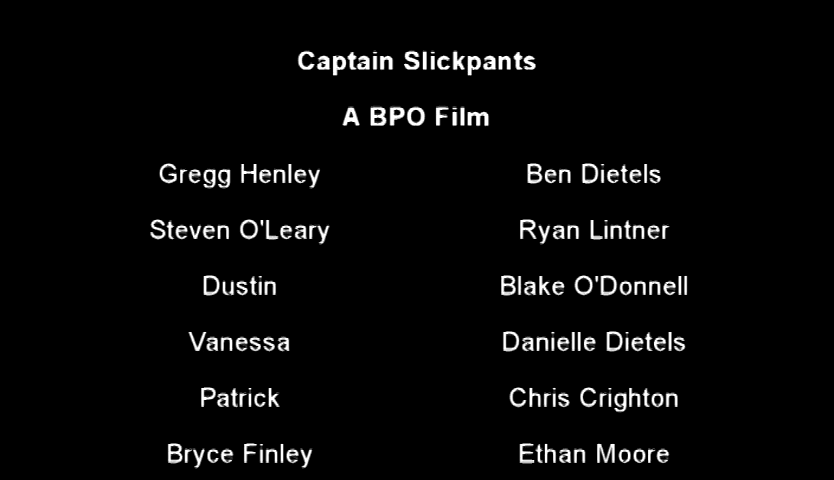 Captain Slickpants
A BPO Film
Gregg Henley Ben Dietels
Steven O'Leary Ryan Lintner
Dustin Blake O'Donnell
Vanessa Danielle Dietels
Patrick Chris Crighton
Bryce Finley Ethan Moore